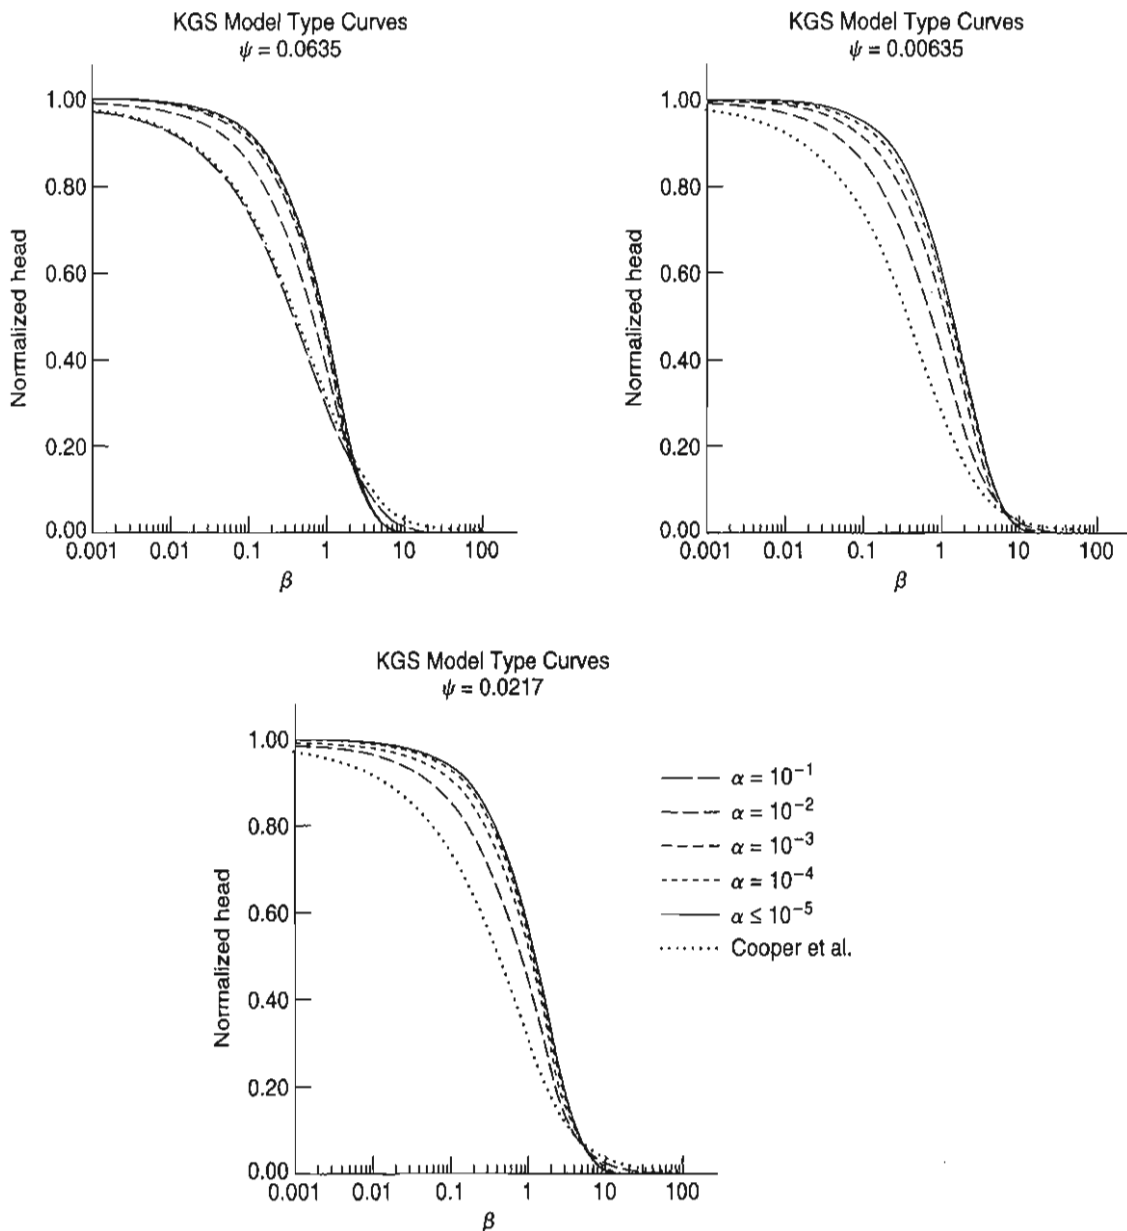 KGS Model Type Curves
ψ = 0.0635
Normalized head
1.00
0.80
0.60
0.40
0.20
0.00
0.001 0.01 0.1 1 10 100
β
KGS Model Type Curves
ψ = 0.00635
Normalized head
1.00
0.80
0.60
0.40
0.20
0.00
0.001 0.01 0.1 1 10 100
β
KGS Model Type Curves
ψ = 0.0217
Normalized head
1.00
0.80
0.60
0.40
0.20
0.00
0.001 0.01 0.1 1 10 100
β
α = 10⁻¹
α = 10⁻²
α = 10⁻³
α = 10⁻⁴
α ≤ 10⁻⁵
Cooper et al.